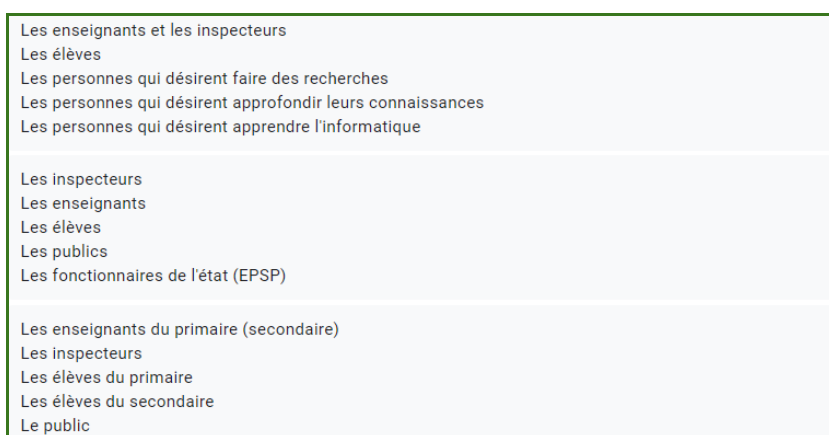 Les enseignants et les inspecteurs
Les élèves
Les personnes qui désirent faire des recherches
Les personnes qui désirent approfondir leurs connaissances
Les personnes qui désirent apprendre l'informatique
Les inspecteurs
Les enseignants
Les élèves
Les publics
Les fonctionnaires de l'état (EPSP)
Les enseignants du primaire (secondaire)
Les inspecteurs
Les élèves du primaire
Les élèves du secondaire
Le public